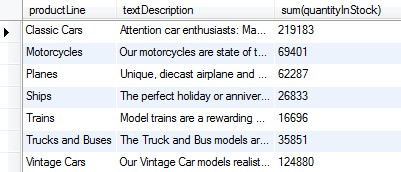 productLine textDescription sum(quantityInStock)
Classic Cars Attention car enthusiasts: Ma... 219183
Motorcycles Our motorcycles are state of t... 69401
Planes Unique, diecast airplane and ... 62287
Ships The perfect holiday or anniver... 26833
Trains Model trains are a rewarding ... 16696
Trucks and Buses The Truck and Bus models ar... 35851
Vintage Cars Our Vintage Car models realist... 124880